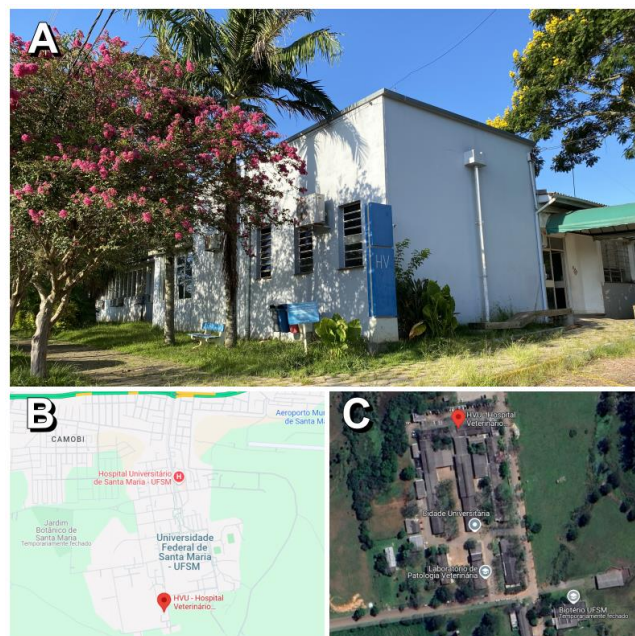 A
HV
B
CAMOBI
Aeroporto Mu
de Santa M
Hospital Universitário
de Santa Maria - UFSM
H
Jardim
Botânico de
Santa Maria
Temporariamente fechado
Universidade
Federal de
Santa Maria
- UFSM
HVU - Hospital
Veterinário...
C
HVU - Hospital
Veterinário...
Cidade Universitária
Laboratório de
Patologia Veterinária
Biotério UFSM
Temporariamente fechado